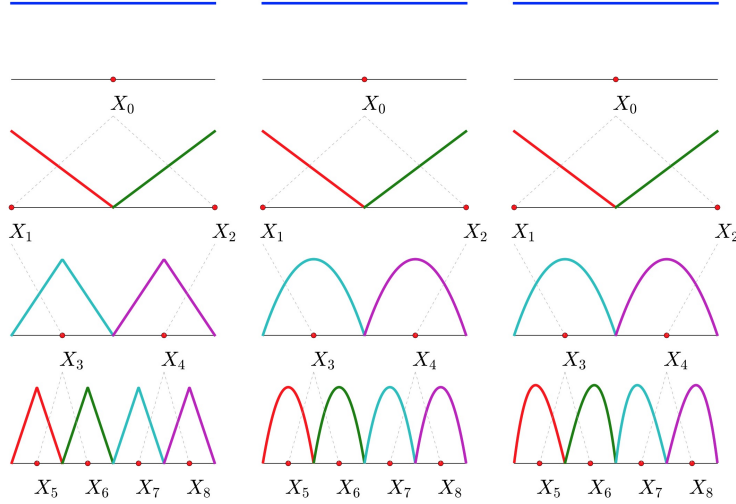 X₀ X₀ X₀
X₁ X₂ X₁ X₂ X₁ X₂
X₃ X₄ X₃ X₄ X₃ X₄
X₅ X₆ X₇ X₈ X₅ X₆ X₇ X₈ X₅ X₆ X₇ X₈